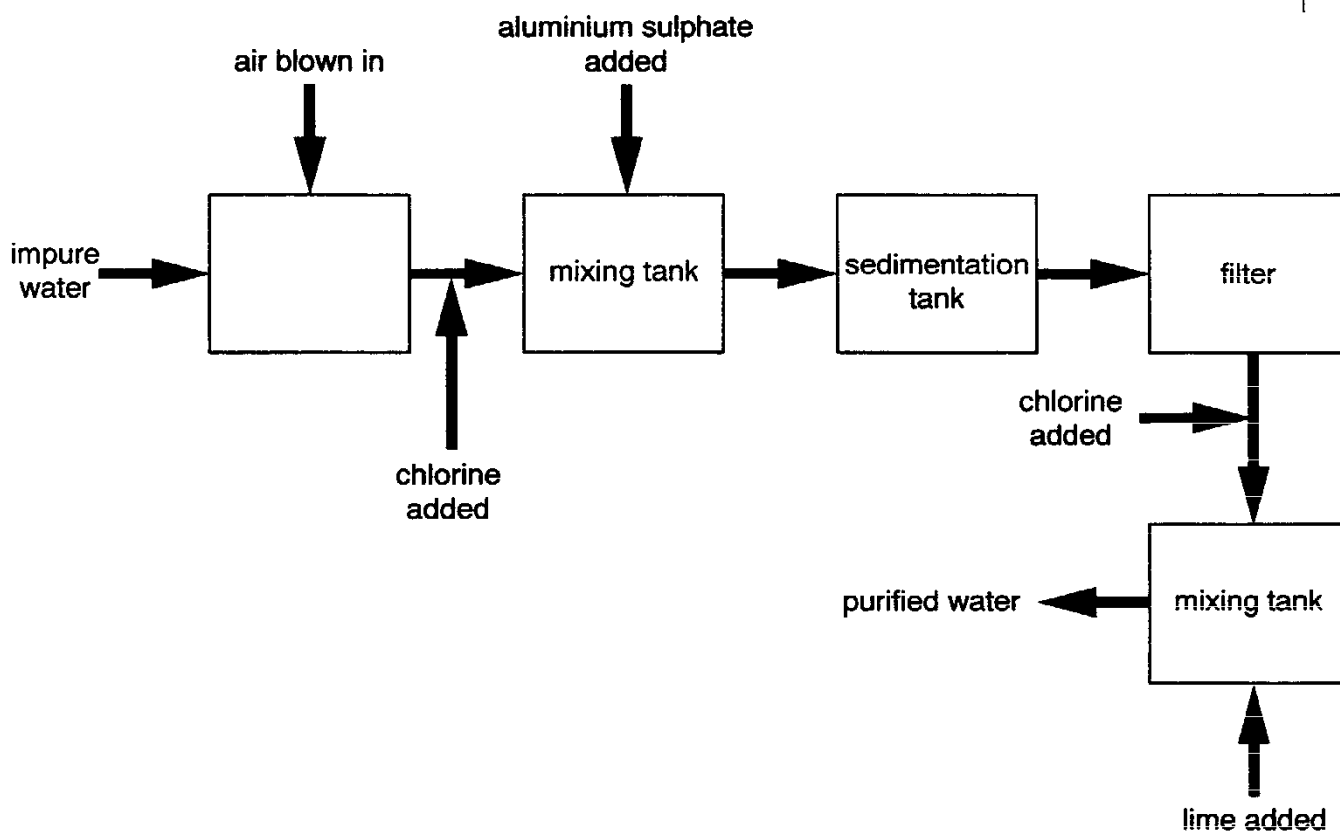 aluminium sulphate
added
air blown in
impure
water
mixing tank
sedimentation
tank
filter
chlorine
added
chlorine
added
purified water
mixing tank
lime added